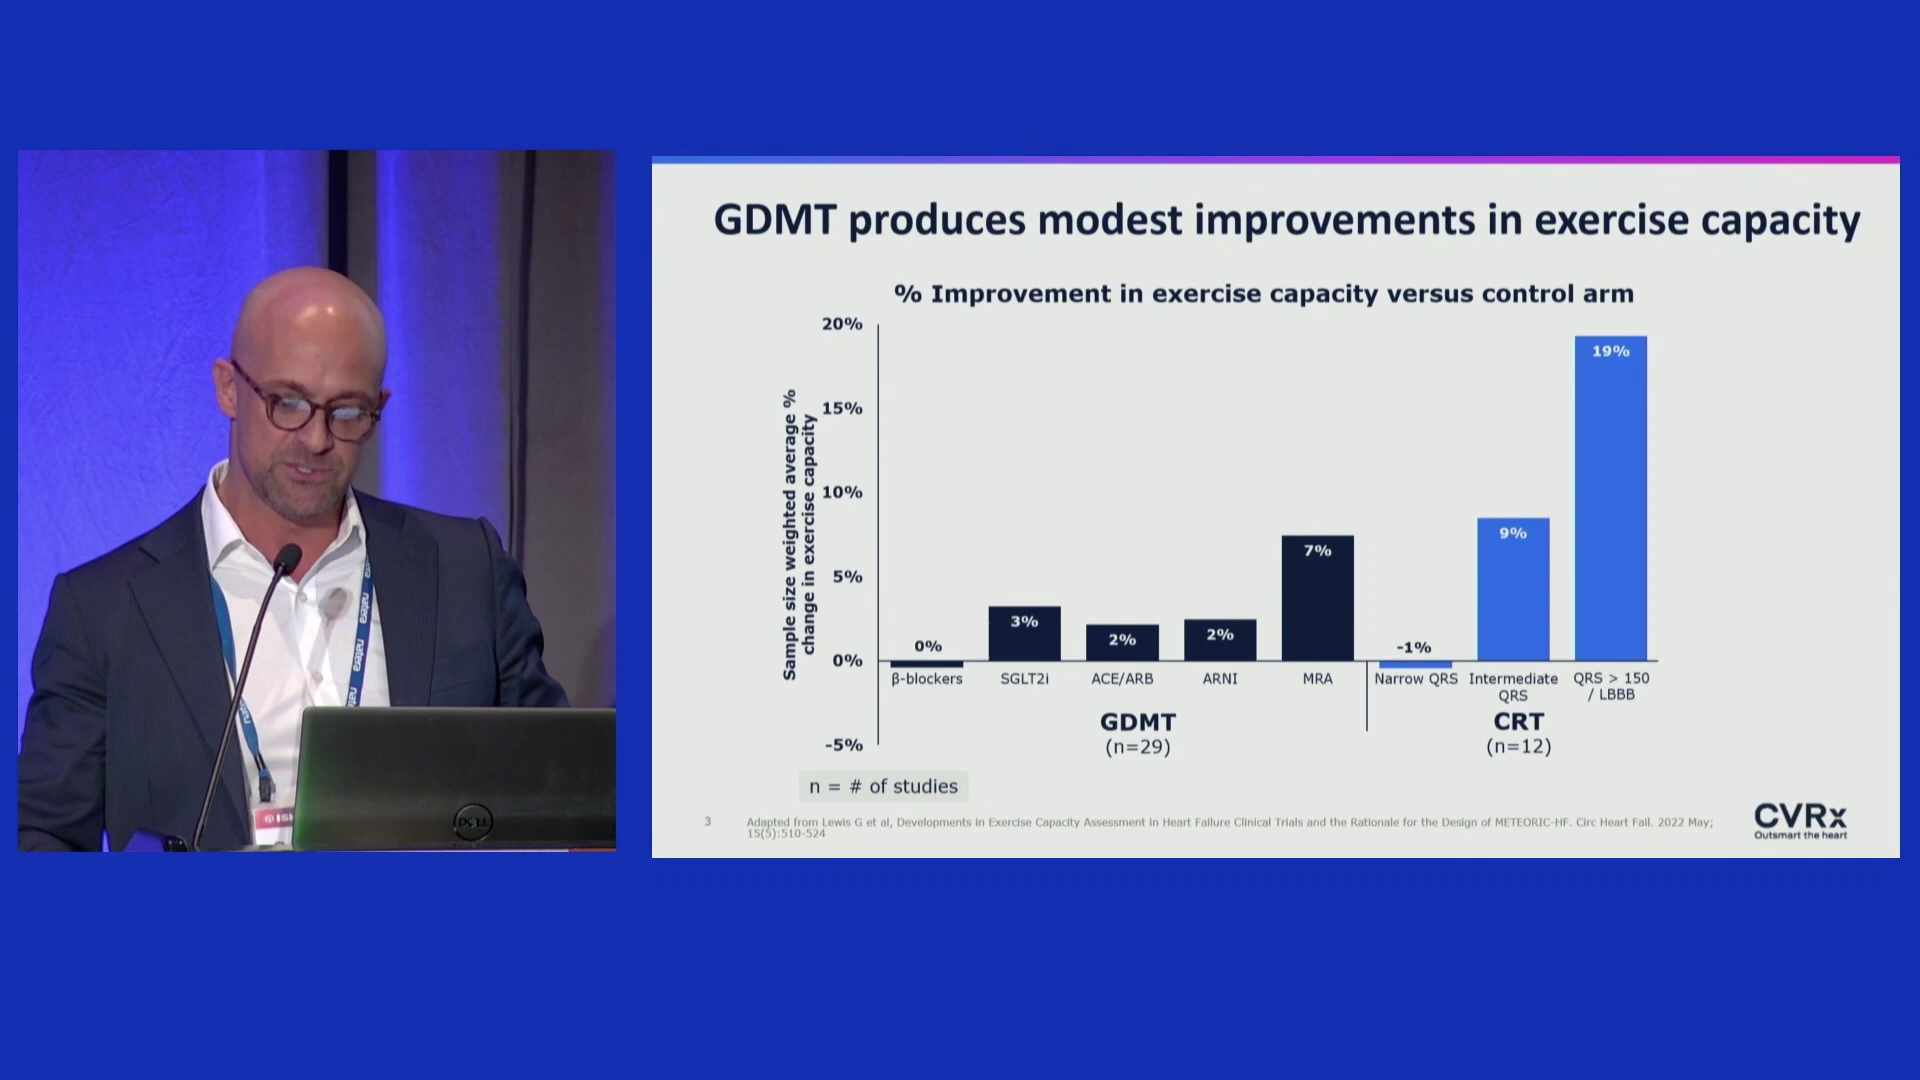 GDMT produces modest improvements in exercise capacity
% Improvement in exercise capacity versus control arm
Sample size weighted average %
change in exercise capacity
20%
15%
10%
5%
0%
-5%
0%
3%
2%
2%
7%
-1%
9%
19%
β-blockers
SGLT2i
ACE/ARB
ARNI
MRA
Narrow QRS
Intermediate
QRS
QRS > 150
/ LBBB
GDMT
(n=29)
CRT
(n=12)
n = # of studies
3
Adapted from Lewis G et al, Developments in Exercise Capacity Assessment in Heart Failure Clinical Trials and the Rationale for the Design of METEORIC-HF. Circ Heart Fail. 2022 May;
15(5):510-524
CVRx
Outsmart the heart
natera
natera
natera
DELL